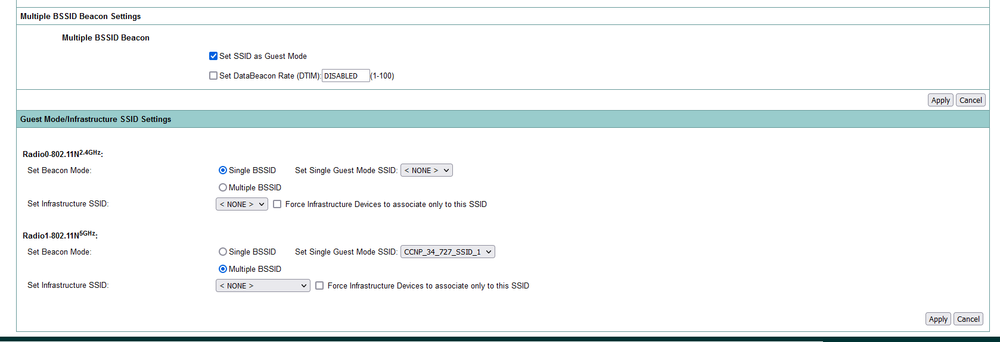 Multiple BSSID Beacon Settings
Multiple BSSID Beacon
Set SSID as Guest Mode
Set DataBeacon Rate (DTIM): DISABLED (1-100)
Apply Cancel
Guest Mode/Infrastructure SSID Settings
Radio0-802.11N2.4GHz:
Set Beacon Mode: Single BSSID Set Single Guest Mode SSID: < NONE >
Multiple BSSID
Set Infrastructure SSID: < NONE > Force Infrastructure Devices to associate only to this SSID
Radio1-802.11N5GHz:
Set Beacon Mode: Single BSSID Set Single Guest Mode SSID: CCNP_34_727_SSID_1
Multiple BSSID
Set Infrastructure SSID: < NONE > Force Infrastructure Devices to associate only to this SSID
Apply Cancel